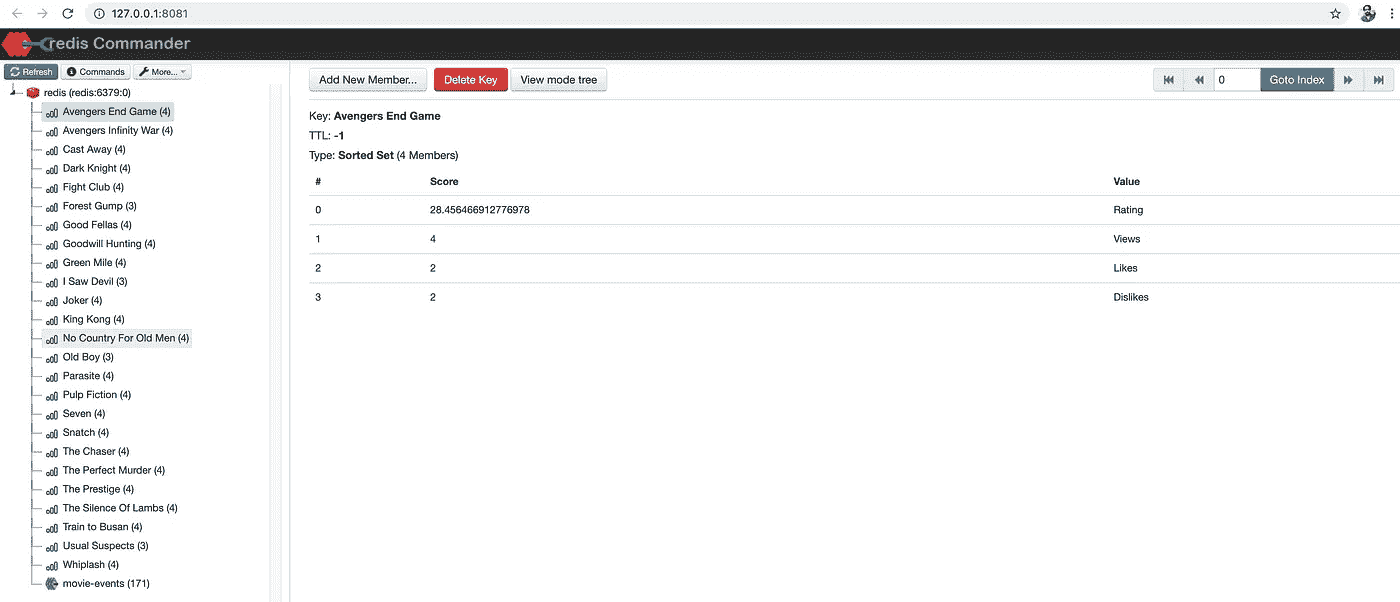 127.0.0.1:8081
redis Commander
Refresh Commands More...
redis (redis:6379:0)
Avengers End Game (4)
Avengers Infinity War (4)
Cast Away (4)
Dark Knight (4)
Fight Club (4)
Forest Gump (3)
Good Fellas (4)
Goodwill Hunting (4)
Green Mile (4)
I Saw Devil (3)
Joker (4)
King Kong (4)
No Country For Old Men (4)
Old Boy (3)
Parasite (4)
Pulp Fiction (4)
Seven (4)
Snatch (4)
The Chaser (4)
The Perfect Murder (4)
The Prestige (4)
The Silence Of Lambs (4)
Train to Busan (4)
Usual Suspects (3)
Whiplash (4)
movie-events (171)
Add New Member... Delete Key View mode tree 0 Goto Index
Key: Avengers End Game
TTL: -1
Type: Sorted Set (4 Members)
# Score Value
0 28.456466912776978 Rating
1 4 Views
2 2 Likes
3 2 Dislikes